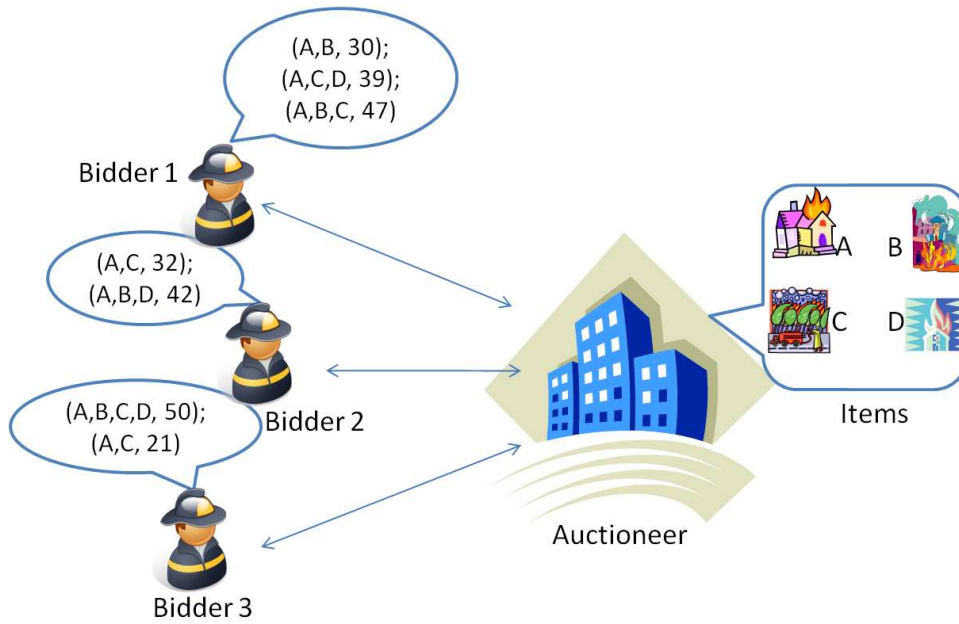 (A,B, 30);
(A,C,D, 39);
(A,B,C, 47)
Bidder 1
(A,C, 32);
(A,B,D, 42)
Bidder 2
(A,B,C,D, 50);
(A,C, 21)
Bidder 3
Auctioneer
A B
C D
Items